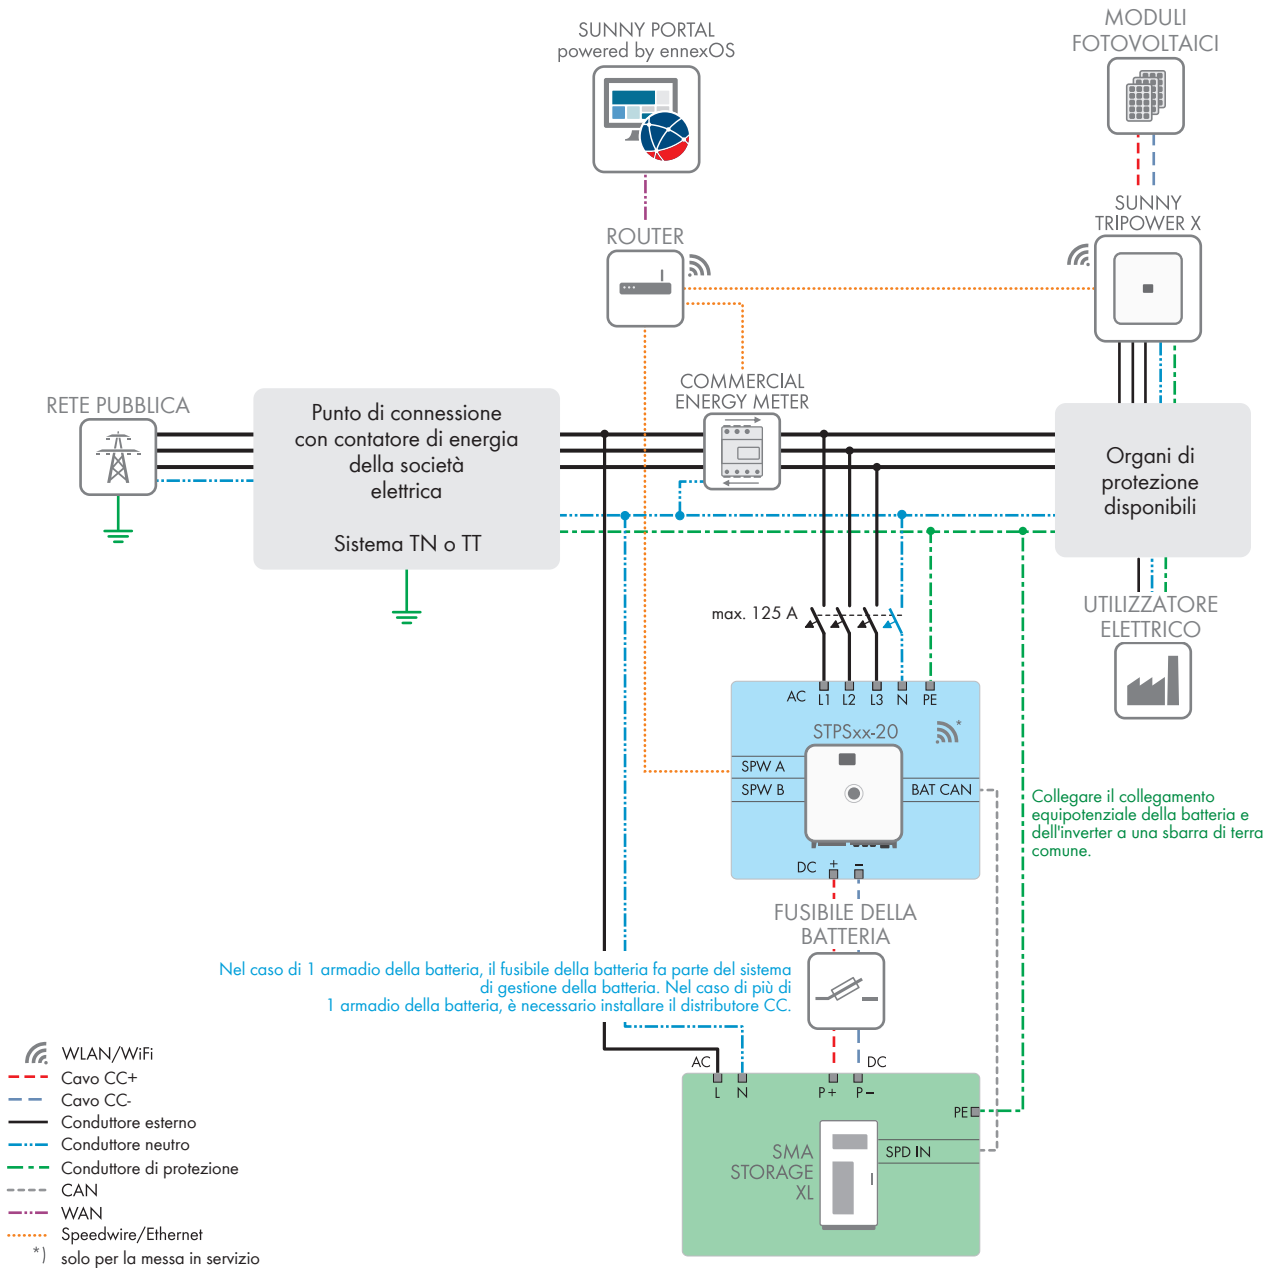 SUNNY PORTAL
powered by ennexOS
MODULI
FOTOVOLTAICI
SUNNY
TRIPOWER X
ROUTER
COMMERCIAL
ENERGY METER
RETE PUBBLICA
Punto di connessione
con contatore di energia
della società
elettrica
Sistema TN o TT
Organi di
protezione
disponibili
max. 125 A
UTILIZZATORE
ELETTRICO
AC L1 L2 L3 N PE
STPSxx-20
*
SPW A
SPW B
BAT CAN
DC + −
Collegare il collegamento
equipotenziale della batteria e
dell'inverter a una sbarra di terra
comune.
FUSIBILE DELLA
BATTERIA
Nel caso di 1 armadio della batteria, il fusibile della batteria fa parte del sistema
di gestione della batteria. Nel caso di più di
1 armadio della batteria, è necessario installare il distributore CC.
AC DC
L N P+ P−
PE
SMA
STORAGE
XL
SPD IN
WLAN/WiFi
Cavo CC+
Cavo CC-
Conduttore esterno
Conduttore neutro
Conduttore di protezione
CAN
WAN
Speedwire/Ethernet
*) solo per la messa in servizio